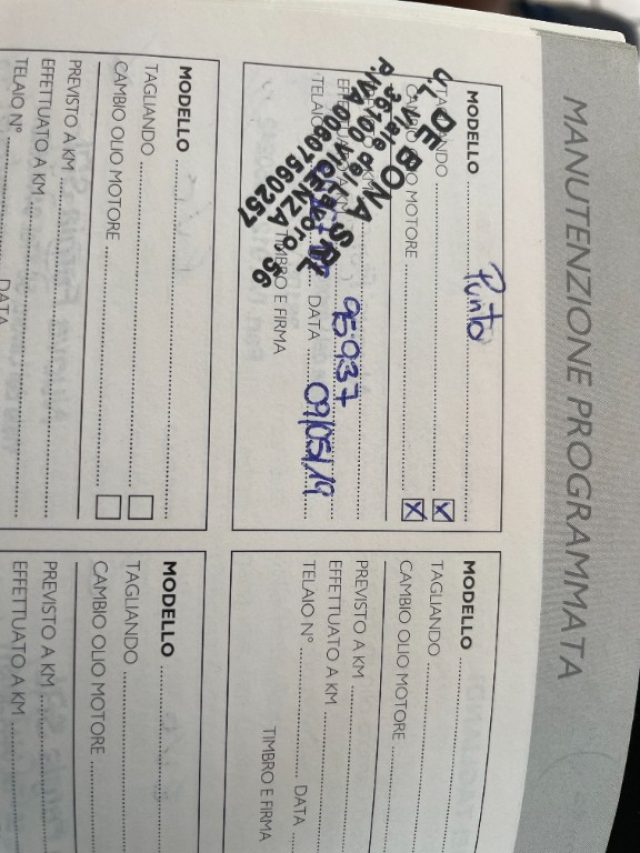 MANUTENZIONE PROGRAMMATA
MODELLO Punto
TAGLIANDO
CAMBIO OLIO MOTORE
EFFETTUATO A KM 95937
TELAIO DATA 09/05/19
TIMBRO E FIRMA
L. DE BONA SRL
Viale del Lavoro, 56
36100 VICENZA
P.IVA 00807560257
MODELLO
TAGLIANDO
CAMBIO OLIO MOTORE
PREVISTO A KM
EFFETTUATO A KM
TELAIO N° DATA
TIMBRO E FIRMA
MODELLO
TAGLIANDO
CAMBIO OLIO MOTORE
PREVISTO A KM
EFFETTUATO A KM
TELAIO N° DATA
MODELLO
TAGLIANDO
CAMBIO OLIO MOTORE
PREVISTO A KM
EFFETTUATO A KM